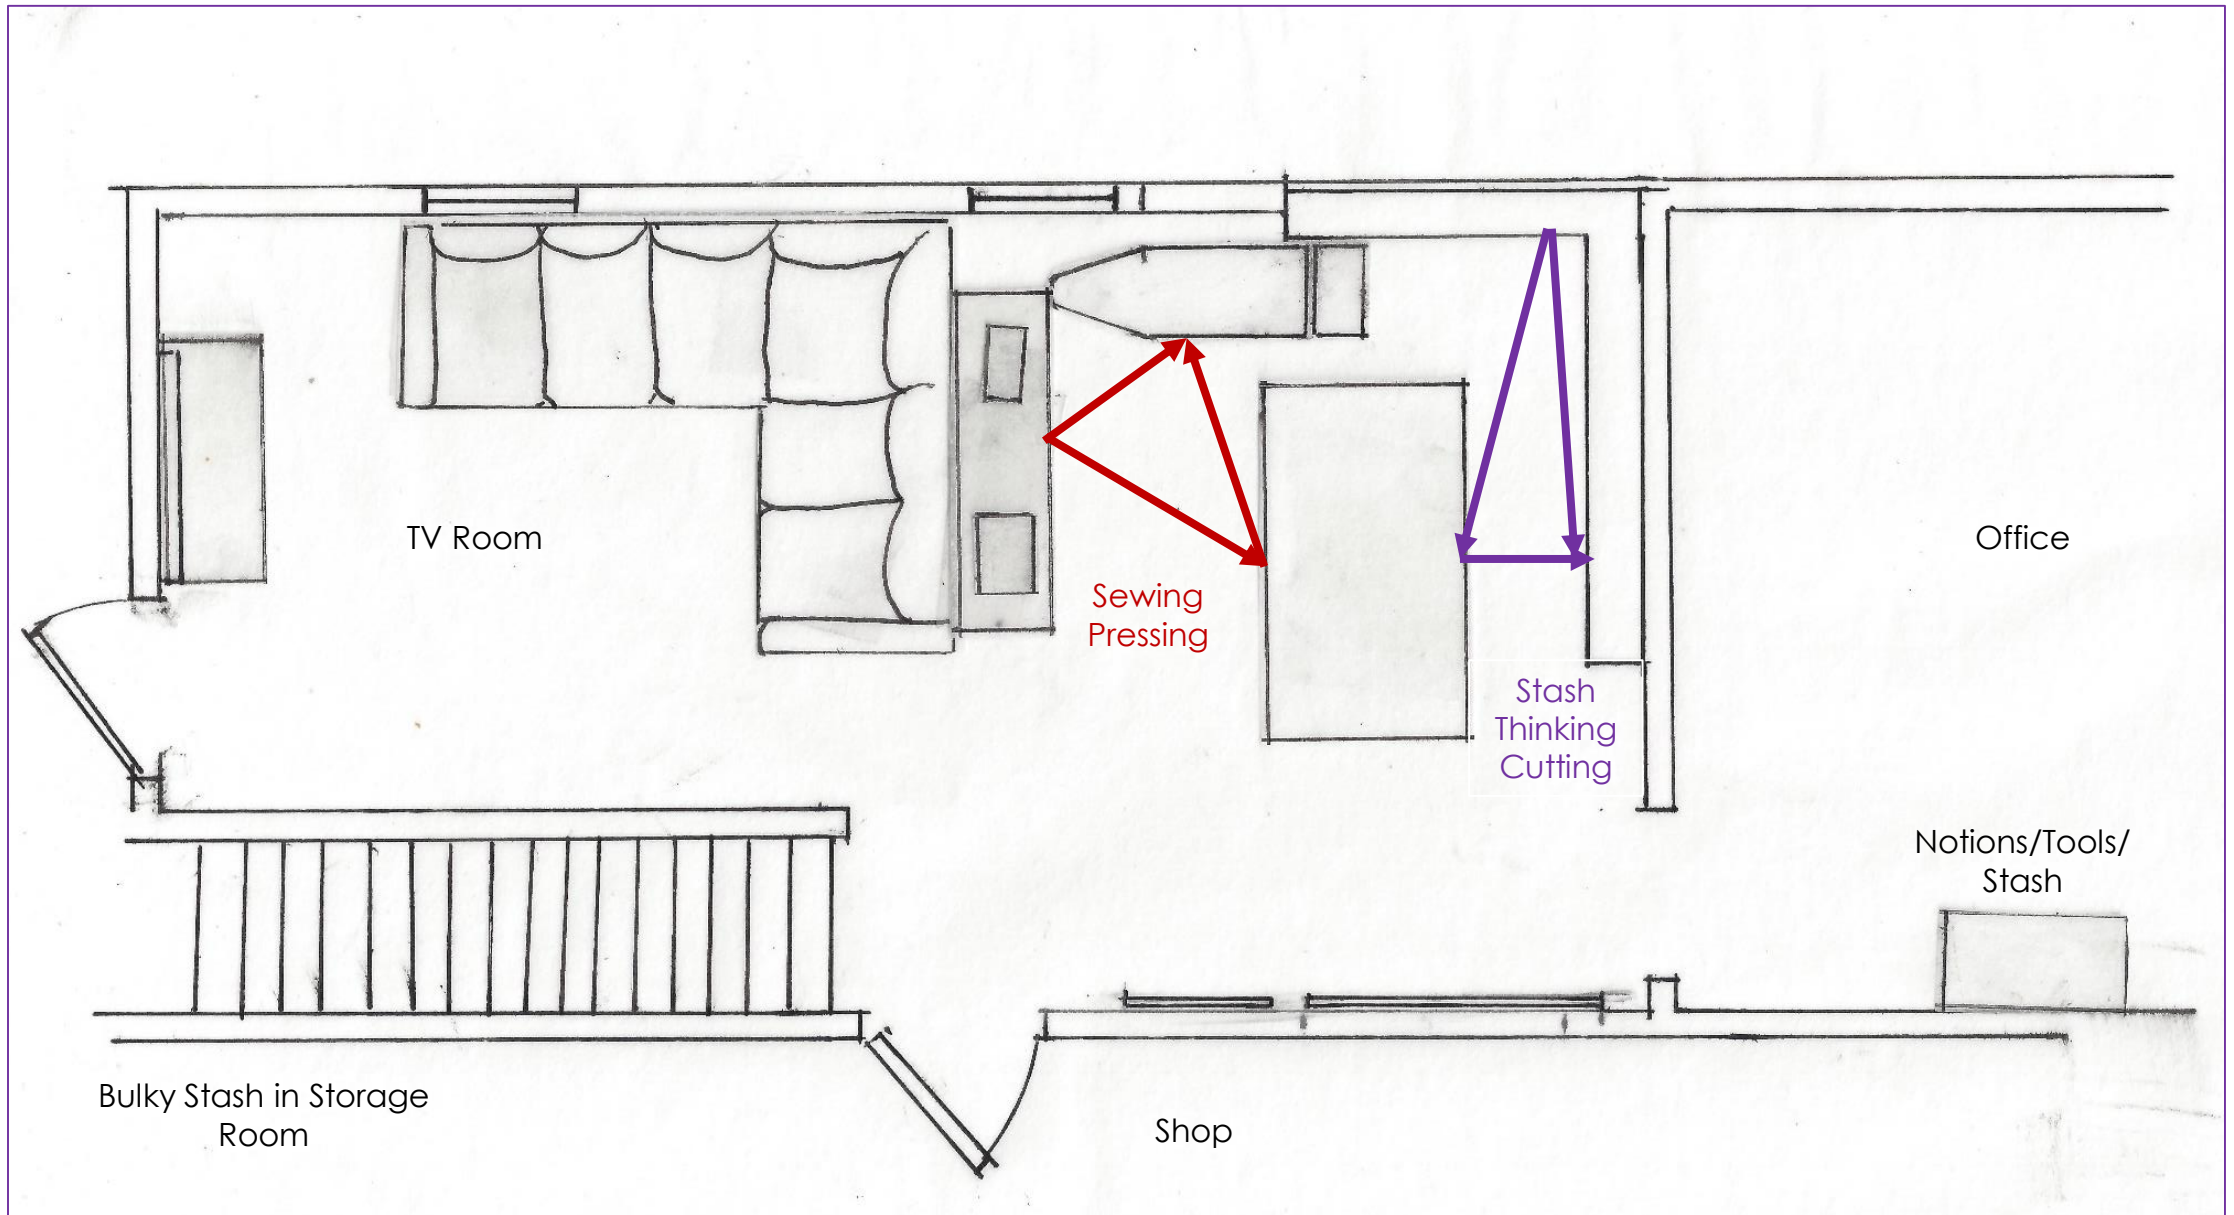 TV Room
Office
Sewing
Pressing
Stash
Thinking
Cutting
Notions/Tools/
Stash
Bulky Stash in Storage
Room
Shop